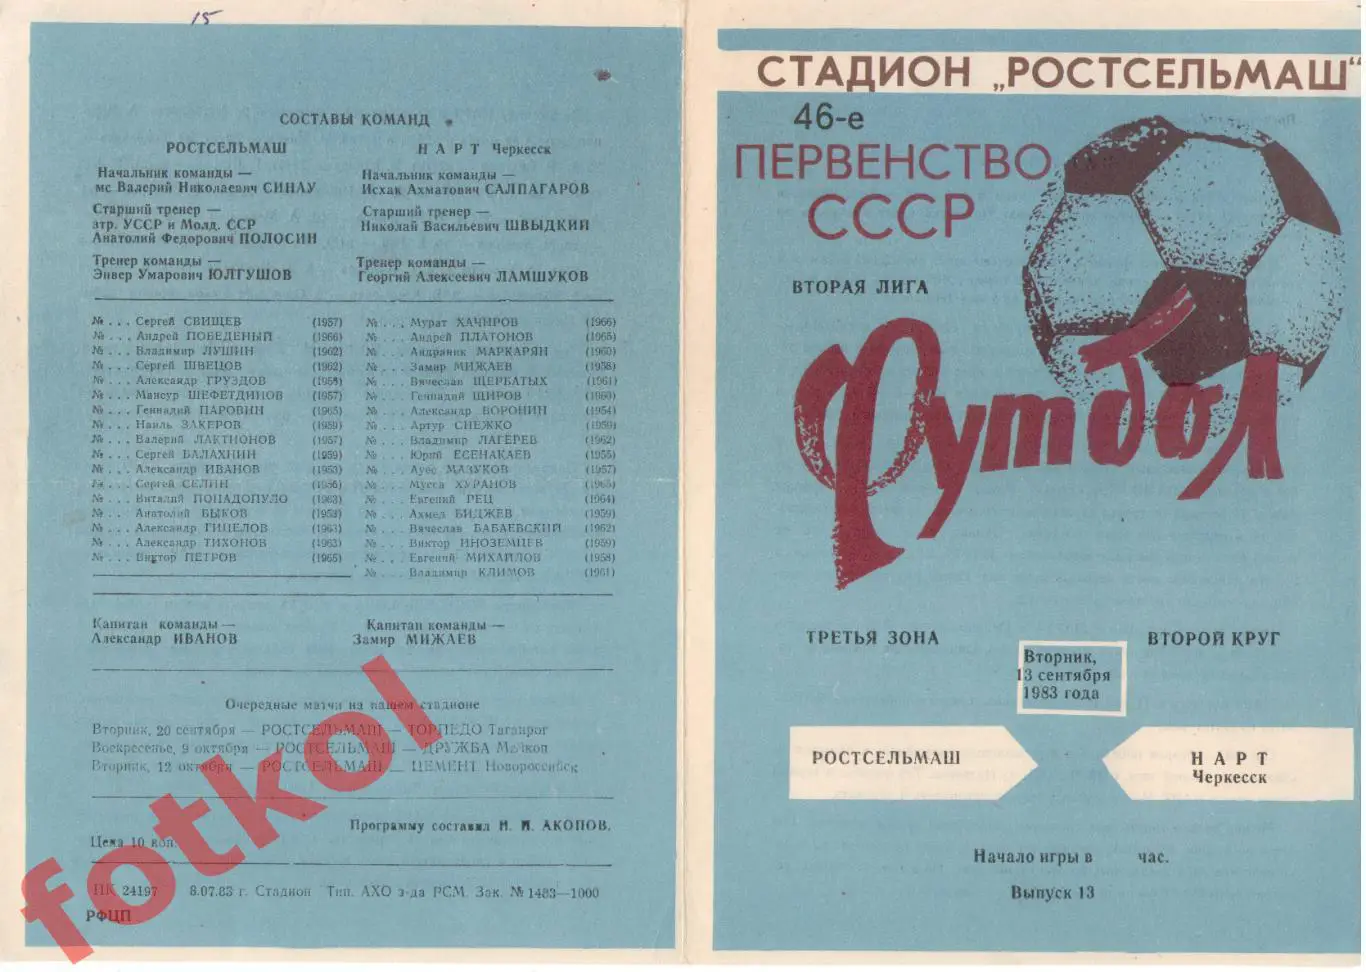 15
СОСТАВЫ КОМАНД
РОСТСЕЛЬМАШ
Начальник команды —
мс Валерий Николаевич СИНАУ
Старший тренер —
зтр. УССР и Молд. ССР
Анатолий Федорович ПОЛОСИН
Тренер команды —
Энвер Умарович ЮЛГУШОВ
НАРТ Черкесск
Начальник команды —
Исхак Ахматович САЛПАГАРОВ
Старший тренер —
Николай Васильевич ШВЫДКИЙ
Тренер команды —
Георгий Алексеевич ЛАМШУКОВ
№ . . . Сергей СВИЩЕВ (1957)
№ . . . Андрей ПОБЕДЕНЫЙ (1966)
№ . . . Владимир ЛУШИН (1962)
№ . . . Сергей ШВЕЦОВ (1962)
№ . . . Александр ГРУЗДОВ
№ . . . Мансур ШЕФЕТДИНОВ (1957)
№ . . . Геннадий ПАРОВИН (1965)
№ . . . Наиль ЗАКЕРОВ (1959)
№ . . . Валерий ЛАКТИОНОВ (1957)
№ . . . Сергей БАЛАХНИН (1959)
№ . . . Александр ИВАНОВ (1953)
№ . . . Сергей СЕЛИН (1956)
№ . . . Виталий ПОПАДОПУЛО (1963)
№ . . . Анатолий БЫКОВ (1958)
№ . . . Александр ГИЦЕЛОВ (1963)
№ . . . Александр ТИХОНОВ (1963)
№ . . . Виктор ПЕТРОВ (1965)
№ . . . Мурат ХАЧИРОВ (1966)
№ . . . Андрей ПЛАТОНОВ (1965)
№ . . . Андраник МАРКАРЯН (1960)
№ . . . Замир МИЖАЕВ (1958)
№ . . . Вячеслав ЩЕРБАТЫХ (1961)
№ . . . Геннадий ЩИРОВ (1960)
№ . . . Александр ВОРОНИН (1954)
№ . . . Артур СНЕЖКО (1959)
№ . . . Владимир ЛАГЕРЕВ (1962)
№ . . . Юрий ЕСЕНАКАЕВ (1955)
№ . . . Ауес МАЗУКОВ (1957)
№ . . . Мусса ХУРАНОВ
№ . . . Евгений РЕЦ (1964)
№ . . . Ахмед БИДЖЕВ (1959)
№ . . . Вячеслав БАБАЕВСКИЙ (1962)
№ . . . Виктор ИНОЗЕМЦЕВ (1959)
№ . . . Евгений МИХАЙЛОВ (1958)
№ . . . Владимир КЛИМОВ (1961)
Капитан команды —
Александр ИВАНОВ
Капитан команды —
Замир МИЖАЕВ
Очередные матчи на нашем стадионе
Вторник, 20 сентября — РОСТСЕЛЬМАШ — ТОРПЕДО Таганрог
Воскресенье, 9 октября — РОСТСЕЛЬМАШ — ДРУЖБА Майкоп
Вторник, 12 октября — РОСТСЕЛЬМАШ — ЦЕМЕНТ Новороссийск
Программу составил И. И. АКОПОВ.
Цена 10 коп.
ПК 24197 8.07.83 г. Стадион Тип. АХО з-да РСМ. Зак. № 1483—1000
РФЦП
fotkol
СТАДИОН „РОСТСЕЛЬМАШ“
46-е
ПЕРВЕНСТВО
СССР
ВТОРАЯ ЛИГА
Футбол
ТРЕТЬЯ ЗОНА
ВТОРОЙ КРУГ
Вторник,
13 сентября
1983 года
РОСТСЕЛЬМАШ
НАРТ
Черкесск
Начало игры в час.
Выпуск 13